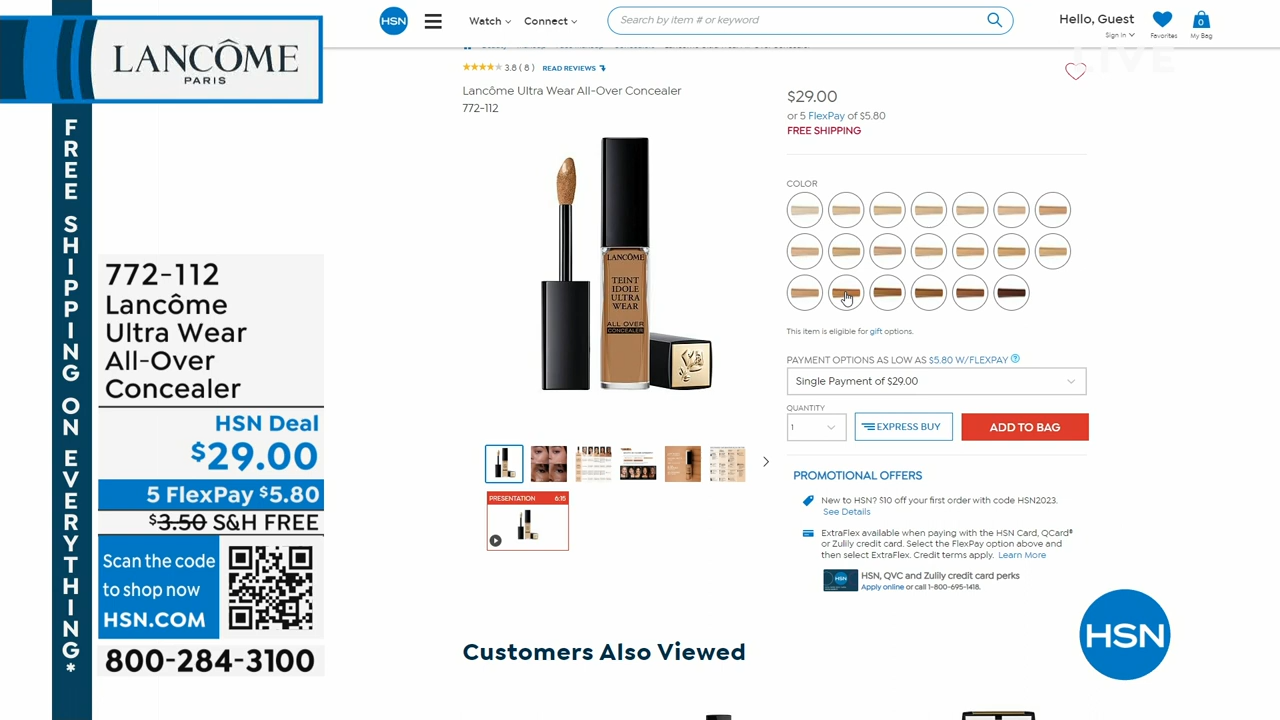 LANCÔME
PARIS
FREE SHIPPING ON EVERYTHING*
772-112
Lancôme
Ultra Wear
All-Over
Concealer
HSN Deal
$29.00
5 FlexPay $5.80
$3.50 S&H FREE
Scan the code
to shop now
HSN.COM
800-284-3100
HSN
Watch
Connect
Search by item # or keyword
Hello, Guest
Sign In
Favorites
0
My Bag
LIVE
3.8 ( 8 ) READ REVIEWS
Lancôme Ultra Wear All-Over Concealer
772-112
LANCÔME
TEINT
IDOLE
ULTRA
WEAR
ALL OVER
CONCEALER
PRESENTATION 6:15
$29.00
or 5 FlexPay of $5.80
FREE SHIPPING
COLOR
This item is eligible for gift options.
PAYMENT OPTIONS AS LOW AS $5.80 W/FLEXPAY
Single Payment of $29.00
QUANTITY
1
EXPRESS BUY
ADD TO BAG
PROMOTIONAL OFFERS
New to HSN? $10 off your first order with code HSN2023.
See Details
ExtraFlex available when paying with the HSN Card, QCard®
or Zulily credit card. Select the FlexPay option above and
then select ExtraFlex. Credit terms apply. Learn More
HSN
HSN, QVC and Zulily credit card perks
Apply online or call 1-800-695-1418.
HSN
Customers Also Viewed